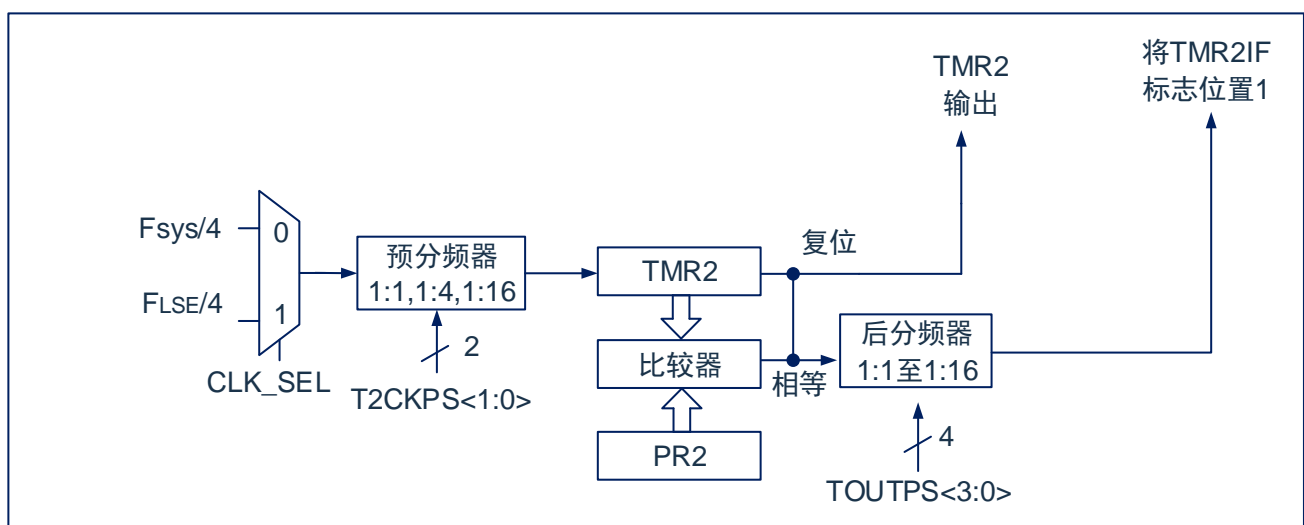 TMR2
输出
将TMR2IF
标志位置1
Fsys/4
0
FLSE/4
1
CLK_SEL
预分频器
1:1,1:4,1:16
2
T2CKPS<1:0>
TMR2
复位
比较器
相等
PR2
后分频器
1:1至1:16
4
TOUTPS<3:0>